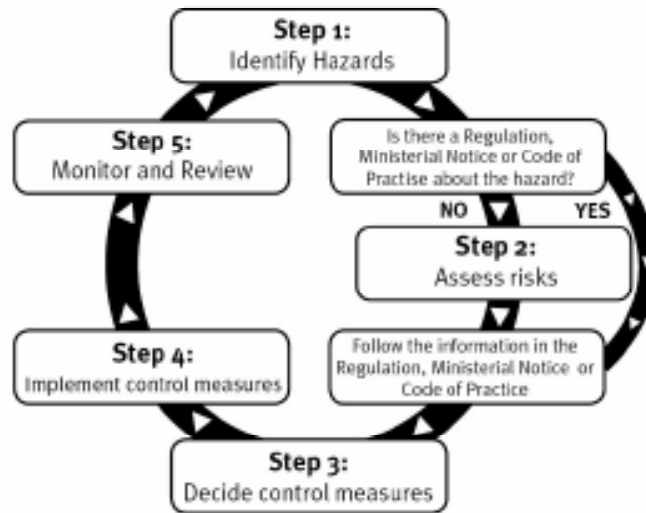 Step 1:
Identify Hazards
Is there a Regulation,
Ministerial Notice or Code of
Practise about the hazard?
NO
YES
Step 2:
Assess risks
Follow the information in the
Regulation, Ministerial Notice or
Code of Practice
Step 3:
Decide control measures
Step 4:
Implement control measures
Step 5:
Monitor and Review